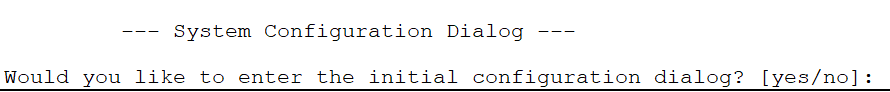 --- System Configuration Dialog ---
Would you like to enter the initial configuration dialog? [yes/no]: